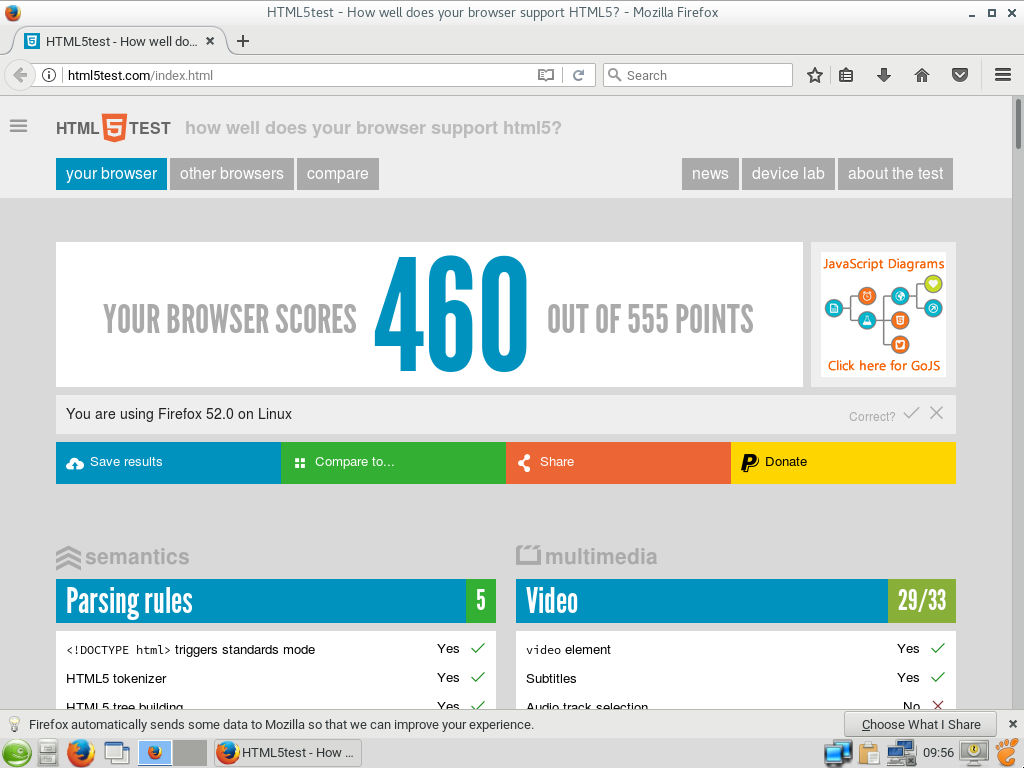 HTML5test - How well does your browser support HTML5? - Mozilla Firefox
HTML5test - How well do...
html5test.com/index.html
Search
HTML 5 TEST how well does your browser support html5?
your browser other browsers compare news device lab about the test
YOUR BROWSER SCORES 460 OUT OF 555 POINTS
JavaScript Diagrams
Click here for GoJS
You are using Firefox 52.0 on Linux Correct?
Save results Compare to... Share Donate
semantics
Parsing rules 5
<!DOCTYPE html> triggers standards mode Yes
HTML5 tokenizer Yes
HTML5 tree building Yes
multimedia
Video 29/33
video element Yes
Subtitles Yes
Audio track selection No
Firefox automatically sends some data to Mozilla so that we can improve your experience. Choose What I Share
HTML5test - How ... 09:56